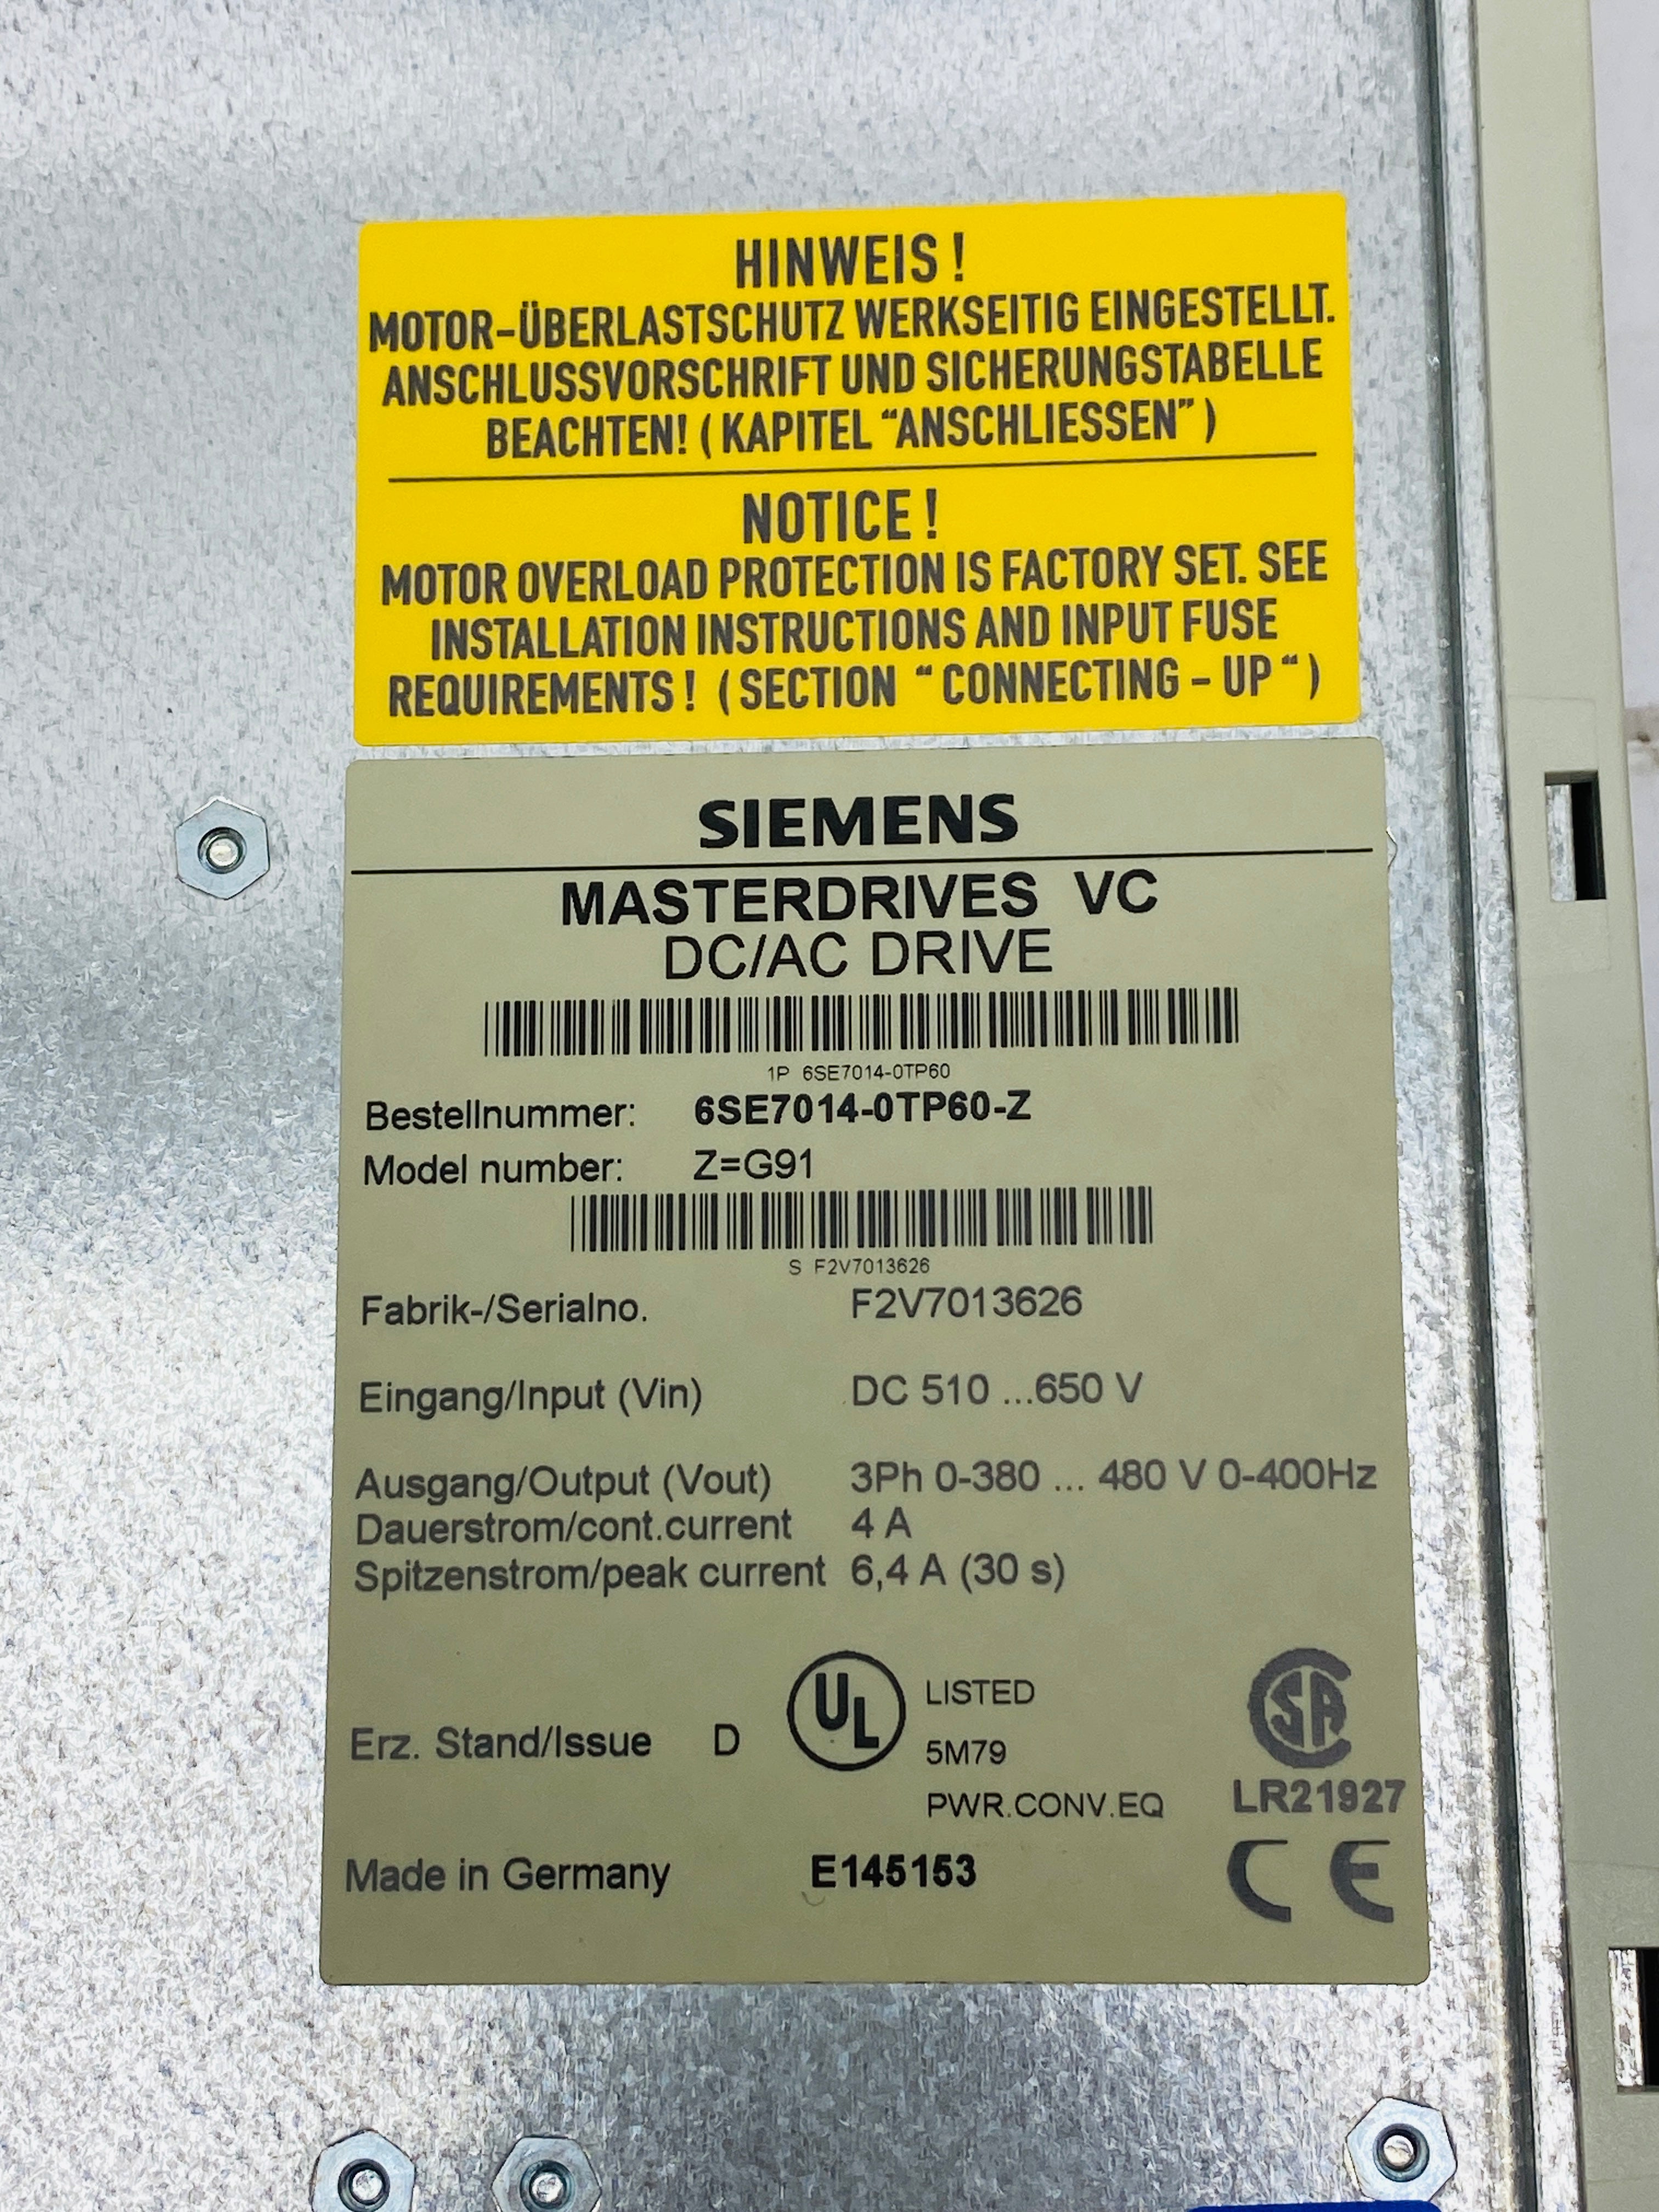 HINWEIS !
MOTOR-ÜBERLASTSCHUTZ WERKSEITIG EINGESTELLT.
ANSCHLUSSVORSCHRIFT UND SICHERUNGSTABELLE
BEACHTEN! ( KAPITEL “ANSCHLIESSEN” )
NOTICE !
MOTOR OVERLOAD PROTECTION IS FACTORY SET. SEE
INSTALLATION INSTRUCTIONS AND INPUT FUSE
REQUIREMENTS ! ( SECTION “ CONNECTING - UP “ )
SIEMENS
MASTERDRIVES VC
DC/AC DRIVE
1P 6SE7014-0TP60
Bestellnummer: 6SE7014-0TP60-Z
Model number: Z=G91
S F2V7013626
Fabrik-/Serialno. F2V7013626
Eingang/Input (Vin) DC 510 ...650 V
Ausgang/Output (Vout) 3Ph 0-380 ... 480 V 0-400Hz
Dauerstrom/cont.current 4 A
Spitzenstrom/peak current 6,4 A (30 s)
Erz. Stand/Issue D
UL LISTED
5M79
PWR.CONV.EQ
SA
LR21927
Made in Germany E145153
CE